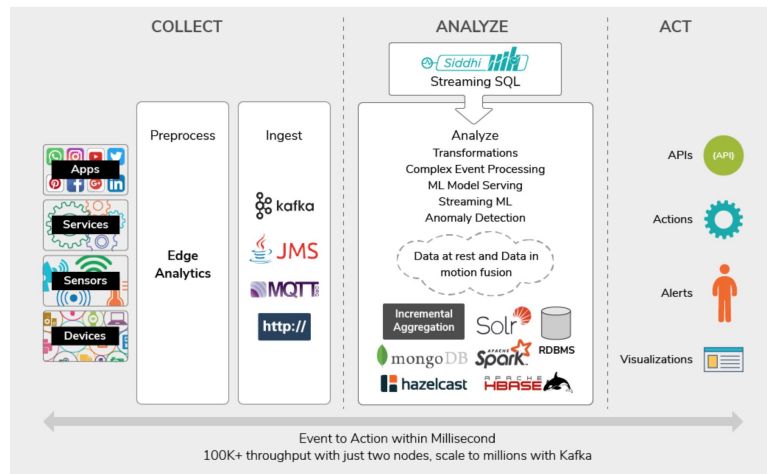 COLLECT
ANALYZE
ACT
Siddhi
Streaming SQL
Preprocess
Edge
Analytics
Ingest
kafka
JMS
MQTT
http://
Apps
Services
Sensors
Devices
Analyze
Transformations
Complex Event Processing
ML Model Serving
Streaming ML
Anomaly Detection
Data at rest and Data in
motion fusion
Incremental
Aggregation
Solr
RDBMS
mongoDB
APACHE
Spark
hazelcast
APACHE
HBASE
APIs
{API}
Actions
Alerts
Visualizations
Event to Action within Millisecond
100K+ throughput with just two nodes, scale to millions with Kafka